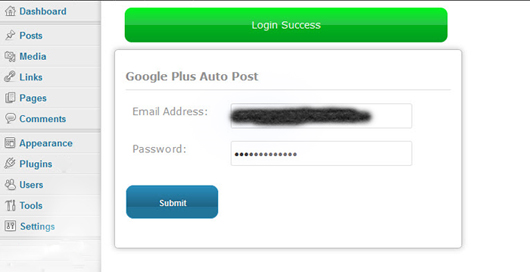 Dashboard
Posts
Media
Links
Pages
Comments
Appearance
Plugins
Users
Tools
Settings
Login Success
Google Plus Auto Post
Email Address:
Password:
Submit